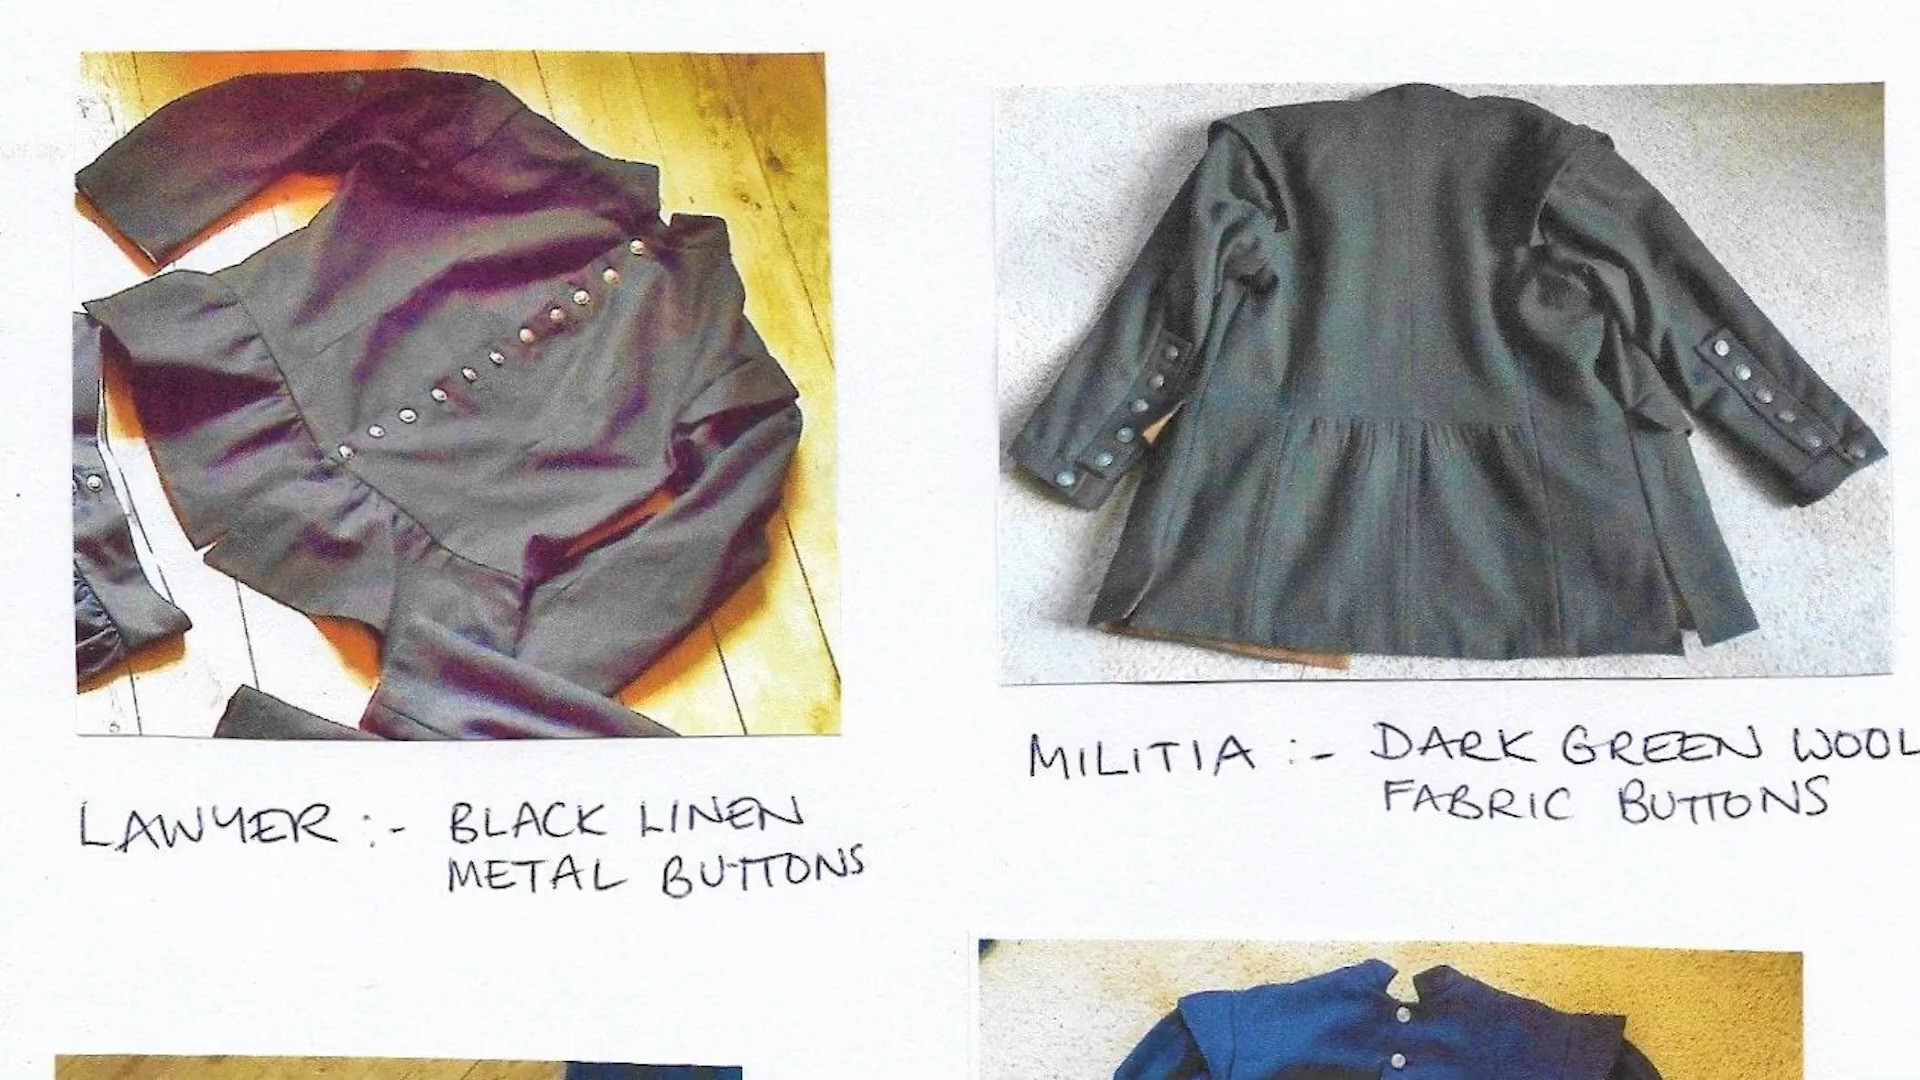 LAWYER :- BLACK LINEN
METAL BUTTONS
MILITIA :- DARK GREEN WOOL
FABRIC BUTTONS